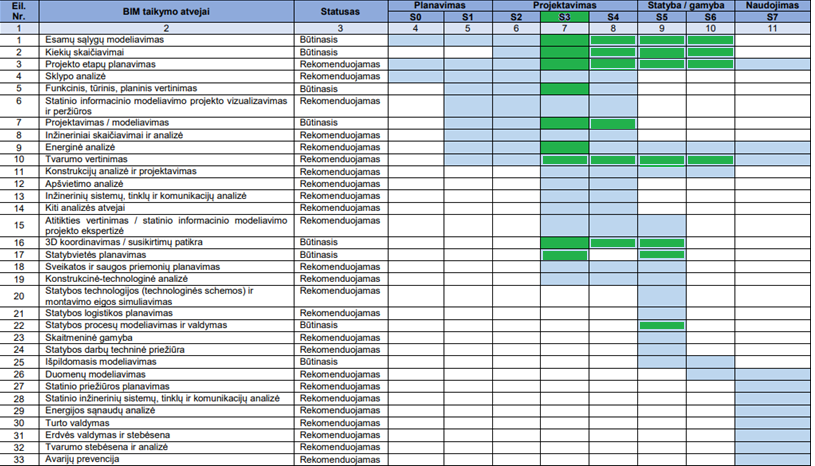 Eil. Nr. BIM taikymo atvejai Statusas Planavimas Projektavimas Statyba / gamyba Naudojimas
S0 S1 S2 S3 S4 S5 S6 S7
1 2 3 4 5 6 7 8 9 10 11
1 Esamų sąlygų modeliavimas Būtinasis
2 Kiekių skaičiavimai Būtinasis
3 Projekto etapų planavimas Rekomenduojamas
4 Sklypo analizė Rekomenduojamas
5 Funkcinis, tūrinis, planinis vertinimas Būtinasis
6 Statinio informacinio modeliavimo projekto vizualizavimas Rekomenduojamas
ir peržiūros
7 Projektavimas / modeliavimas Būtinasis
8 Inžineriniai skaičiavimai ir analizė Rekomenduojamas
9 Energinė analizė Rekomenduojamas
10 Tvarumo vertinimas Rekomenduojamas
11 Konstrukcijų analizė ir projektavimas Rekomenduojamas
12 Apšvietimo analizė Rekomenduojamas
13 Inžinerinių sistemų, tinklų ir komunikacijų analizė Rekomenduojamas
14 Kiti analizės atvejai Rekomenduojamas
15 Atitikties vertinimas / statinio informacinio modeliavimo Rekomenduojamas
projekto ekspertizė
16 3D koordinavimas / susikirtimų patikra Būtinasis
17 Statybvietės planavimas Būtinasis
18 Sveikatos ir saugos priemonių planavimas Rekomenduojamas
19 Konstrukcinė-technologinė analizė Rekomenduojamas
20 Statybos technologijos (technologinės schemos) ir Rekomenduojamas
montavimo eigos simuliavimas
21 Statybos logistikos planavimas Rekomenduojamas
22 Statybos procesų modeliavimas ir valdymas Būtinasis
23 Skaitmeninė gamyba Rekomenduojamas
24 Statybos darbų techninė priežiūra Rekomenduojamas
25 Išpildomasis modeliavimas Būtinasis
26 Duomenų modeliavimas Rekomenduojamas
27 Statinio priežiūros planavimas Rekomenduojamas
28 Statinio inžinerinių sistemų, tinklų ir komunikacijų analizė Rekomenduojamas
29 Energijos sąnaudų analizė Rekomenduojamas
30 Turto valdymas Rekomenduojamas
31 Erdvės valdymas ir stebėsena Rekomenduojamas
32 Tvarumo stebėsena ir analizė Rekomenduojamas
33 Avarijų prevencija Rekomenduojamas